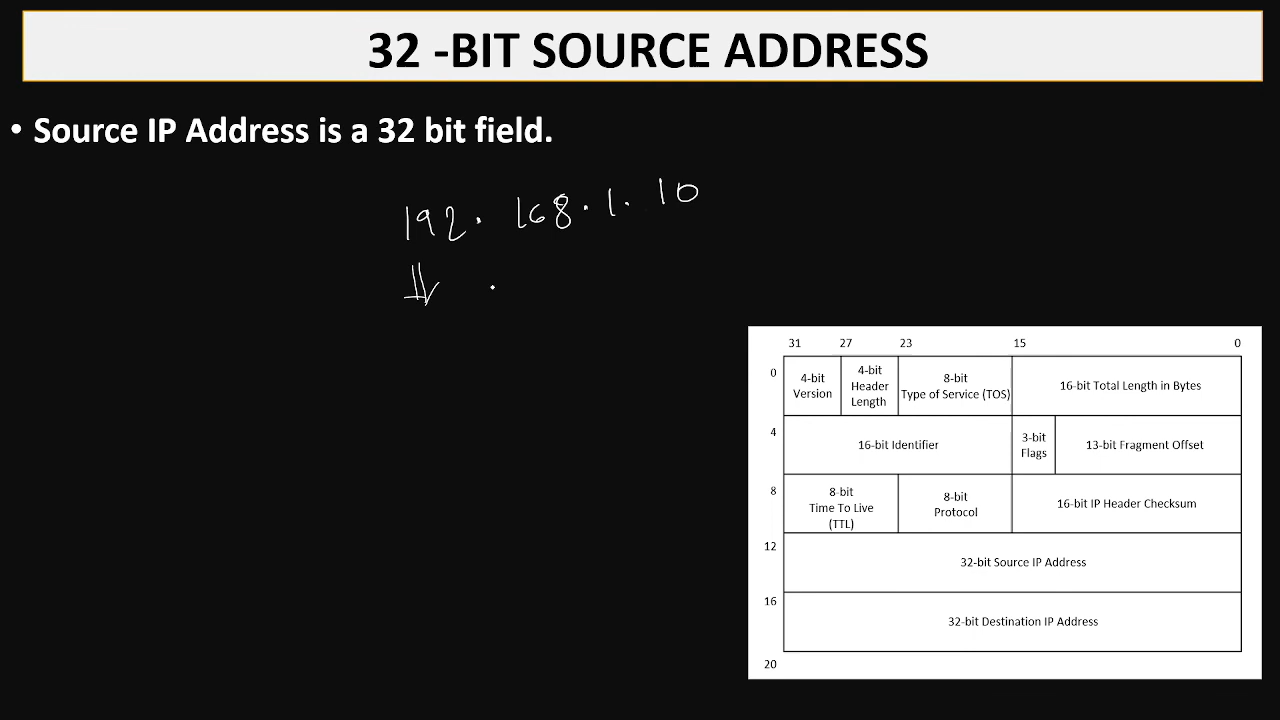 32 -BIT SOURCE ADDRESS
• Source IP Address is a 32 bit field.
192. 168.1. 10
31 27 23 15 0
0
4-bit
Version
4-bit
Header
Length
8-bit
Type of Service (TOS)
16-bit Total Length in Bytes
4
16-bit Identifier
3-bit
Flags
13-bit Fragment Offset
8
8-bit
Time To Live
(TTL)
8-bit
Protocol
16-bit IP Header Checksum
12
32-bit Source IP Address
16
32-bit Destination IP Address
20